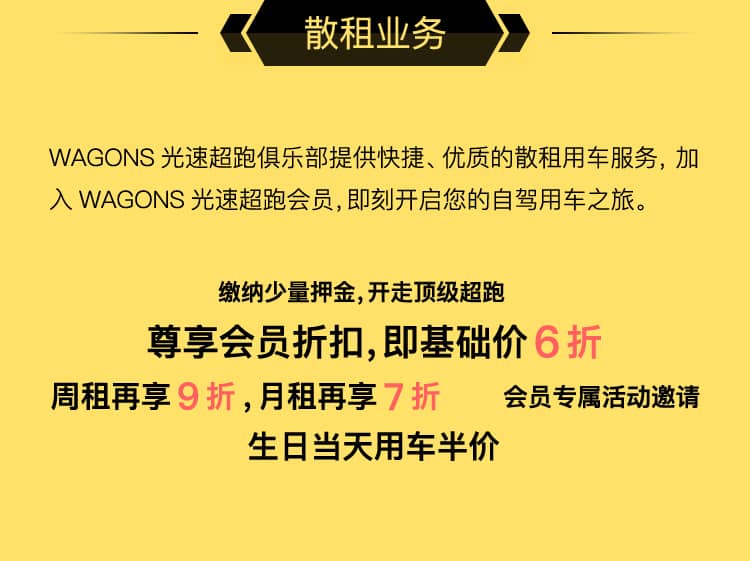 散租业务
WAGONS 光速超跑俱乐部提供快捷、优质的散租用车服务，加
入 WAGONS 光速超跑会员，即刻开启您的自驾用车之旅。
缴纳少量押金，开走顶级超跑
尊享会员折扣，即基础价6折
周租再享9折，月租再享7折 会员专属活动邀请
生日当天用车半价